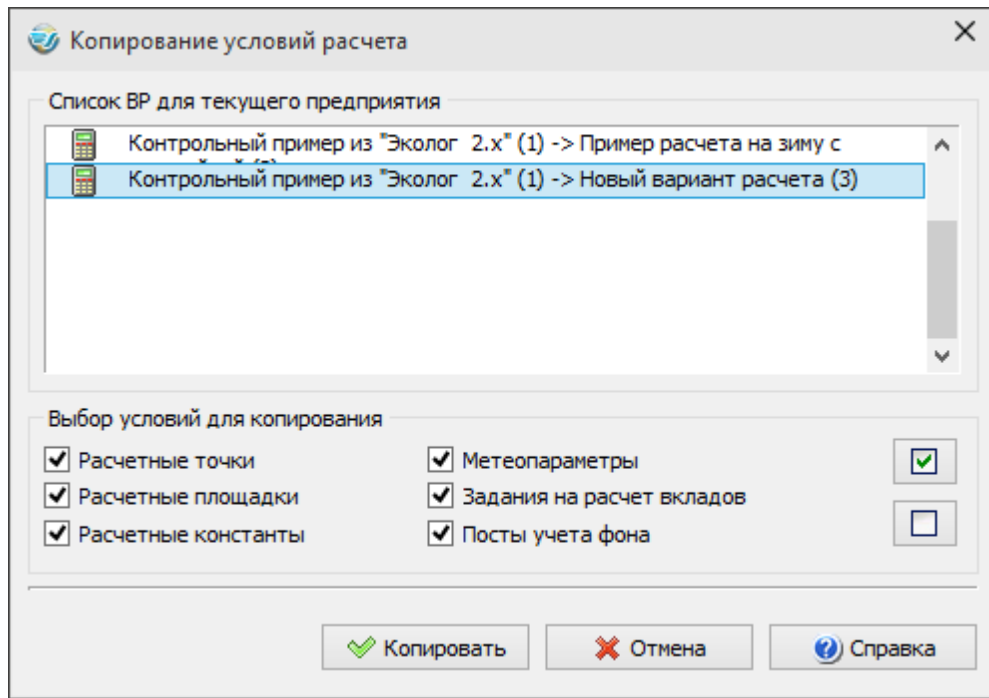 Копирование условий расчета
Список ВР для текущего предприятия
Контрольный пример из "Эколог 2.x" (1) -> Пример расчета на зиму с
Контрольный пример из "Эколог 2.x" (1) -> Новый вариант расчета (3)
Выбор условий для копирования
Расчетные точки
Метеопараметры
Расчетные площадки
Задания на расчет вкладов
Расчетные константы
Посты учета фона
Копировать
Отмена
Справка